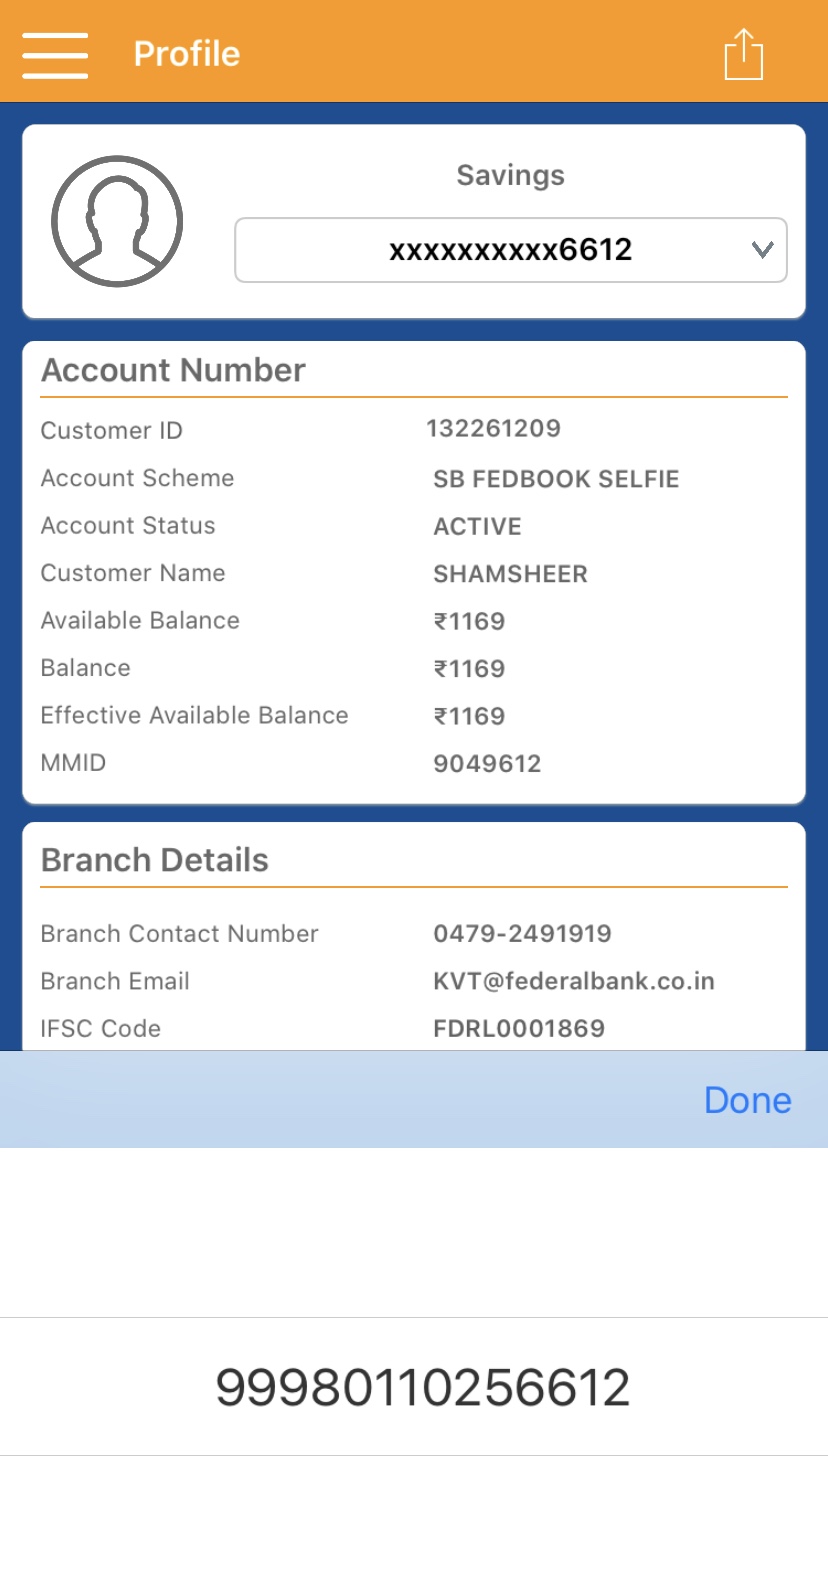 Profile
Savings
xxxxxxxxxx6612
Account Number
Customer ID 132261209
Account Scheme SB FEDBOOK SELFIE
Account Status ACTIVE
Customer Name SHAMSHEER
Available Balance ₹1169
Balance ₹1169
Effective Available Balance ₹1169
MMID 9049612
Branch Details
Branch Contact Number 0479-2491919
Branch Email KVT@federalbank.co.in
IFSC Code FDRL0001869
Done
99980110256612